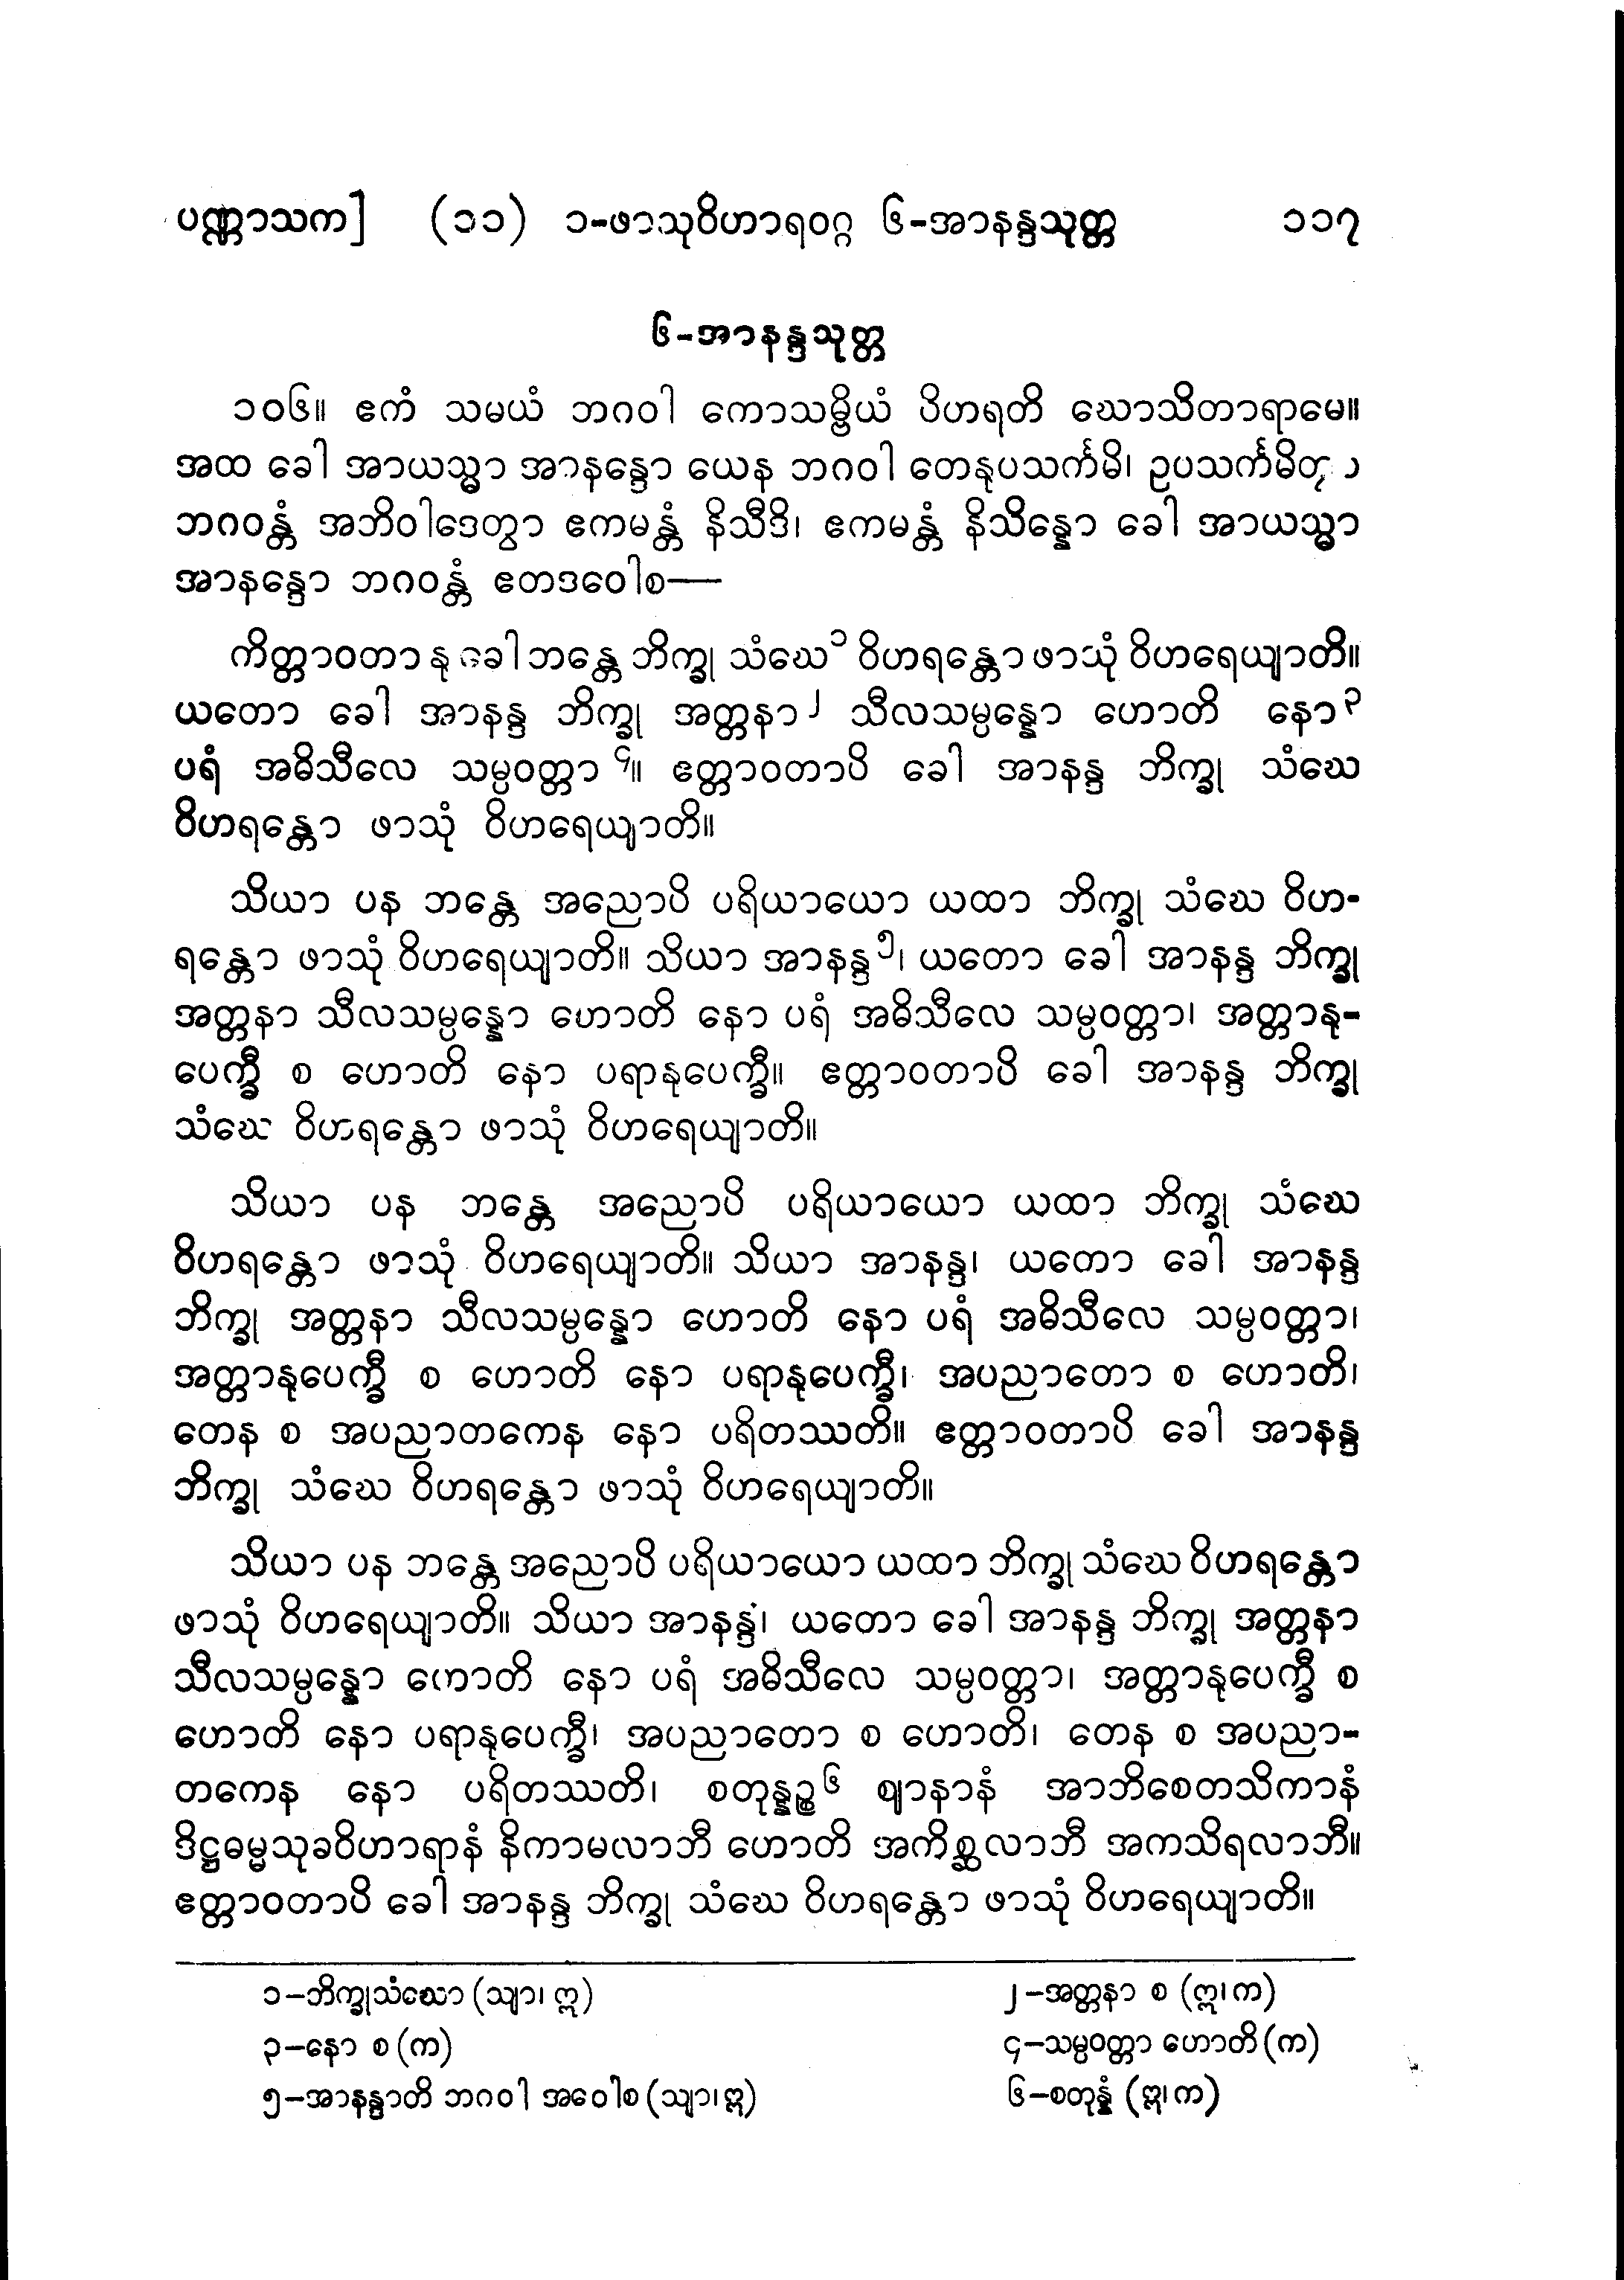 ပဏ္ဏာသက] (၁၁) ၁-ဖာသုဝိဟာရဝဂ္ဂ ၆-အာနန္ဒသုတ္တ ၁၁၇
၆-အာနန္ဒသုတ္တ
၁၀၆။ ဧကံ သမယံ ဘဂဝါ ကောသမ္ဗိယံ ဝိဟရတိ ဃောသိတာရာမေ။
အထ ခေါ အာယသ္မာ အာနန္ဒော ယေန ဘဂဝါ တေနုပသင်္ကမိ၊ ဥပသင်္ကမိတွာ
ဘဂဝန္တံ အဘိဝါဒေတွာ ဧကမန္တံ နိသီဒိ၊ ဧကမန္တံ နိသိန္နော ခေါ အာယသ္မာ
အာနန္ဒော ဘဂဝန္တံ ဧတဒဝေါစ—
ကိတ္တာဝတာ နု ခေါ ဘန္တေ ဘိက္ခု သံဃေ၁ ဝိဟရန္တော ဖာသုံ ဝိဟရေယျာတိ။
ယတော ခေါ အာနန္ဒ ဘိက္ခု အတ္တနာ၂ သီလသမ္ပန္နော ဟောတိ နော၃
ပရံ အဓိသီလေ သမ္ပဝတ္တာ၄။ ဧတ္တာဝတာပိ ခေါ အာနန္ဒ ဘိက္ခု သံဃေ
ဝိဟရန္တော ဖာသုံ ဝိဟရေယျာတိ။
သိယာ ပန ဘန္တေ အညောပိ ပရိယာယော ယထာ ဘိက္ခု သံဃေ ဝိဟ-
ရန္တော ဖာသုံ ဝိဟရေယျာတိ။ သိယာ အာနန္ဒ၅၊ ယတော ခေါ အာနန္ဒ ဘိက္ခု
အတ္တနာ သီလသမ္ပန္နော ဟောတိ နော ပရံ အဓိသီလေ သမ္ပဝတ္တာ၊ အတ္တာနု-
ပေက္ခီ စ ဟောတိ နော ပရာနုပေက္ခီ။ ဧတ္တာဝတာပိ ခေါ အာနန္ဒ ဘိက္ခု
သံဃေ ဝိဟရန္တော ဖာသုံ ဝိဟရေယျာတိ။
သိယာ ပန ဘန္တေ အညောပိ ပရိယာယော ယထာ ဘိက္ခု သံဃေ
ဝိဟရန္တော ဖာသုံ ဝိဟရေယျာတိ။ သိယာ အာနန္ဒ၊ ယတော ခေါ အာနန္ဒ
ဘိက္ခု အတ္တနာ သီလသမ္ပန္နော ဟောတိ နော ပရံ အဓိသီလေ သမ္ပဝတ္တာ၊
အတ္တာနုပေက္ခီ စ ဟောတိ နော ပရာနုပေက္ခီ၊ အပညာတော စ ဟောတိ၊
တေန စ အပညာတကေန နော ပရိတဿတိ။ ဧတ္တာဝတာပိ ခေါ အာနန္ဒ
ဘိက္ခု သံဃေ ဝိဟရန္တော ဖာသုံ ဝိဟရေယျာတိ။
သိယာ ပန ဘန္တေ အညောပိ ပရိယာယော ယထာ ဘိက္ခု သံဃေ ဝိဟရန္တော
ဖာသုံ ဝိဟရေယျာတိ။ သိယာ အာနန္ဒ၊ ယတော ခေါ အာနန္ဒ ဘိက္ခု အတ္တနာ
သီလသမ္ပန္နော ဟောတိ နော ပရံ အဓိသီလေ သမ္ပဝတ္တာ၊ အတ္တာနုပေက္ခီ စ
ဟောတိ နော ပရာနုပေက္ခီ၊ အပညာတော စ ဟောတိ၊ တေန စ အပညာ-
တကေန နော ပရိတဿတိ၊ စတုန္နဉ္စ၆ ဈာနာနံ အာဘိစေတသိကာနံ
ဒိဋ္ဌဓမ္မသုခဝိဟာရာနံ နိကာမလာဘီ ဟောတိ အကိစ္ဆလာဘီ အကသိရလာဘီ။
ဧတ္တာဝတာပိ ခေါ အာနန္ဒ ဘိက္ခု သံဃေ ဝိဟရန္တော ဖာသုံ ဝိဟရေယျာတိ။
၁–ဘိက္ခုသံဃော (သျာ၊ ဣ) ၂–အတ္တနာ စ (ဣ၊ က)
၃–နော စ (က) ၄–သမ္ပဝတ္တာ ဟောတိ (က)
၅–အာနန္ဒာတိ ဘဂဝါ အဝေါစ (သျာ၊ ဣ) ၆–စတုန္နံ (ဣ၊ က)